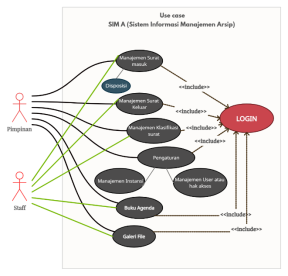 Use case
SIM A (Sistem Informasi Manajemen Arsip)
Manajemen Surat
masuk
<<include>>
Disposisi
Manajemen Surat
Keluar
<<include>>
Pimpinan
LOGIN
Manajemen Klasifikasi
surat
<<include>>
Pengaturan
<<include>>
Manajemen Instansi
Manajemen User atau
hak akses
Staff
Buku Agenda
<<include>>
Galeri File
<<include>>